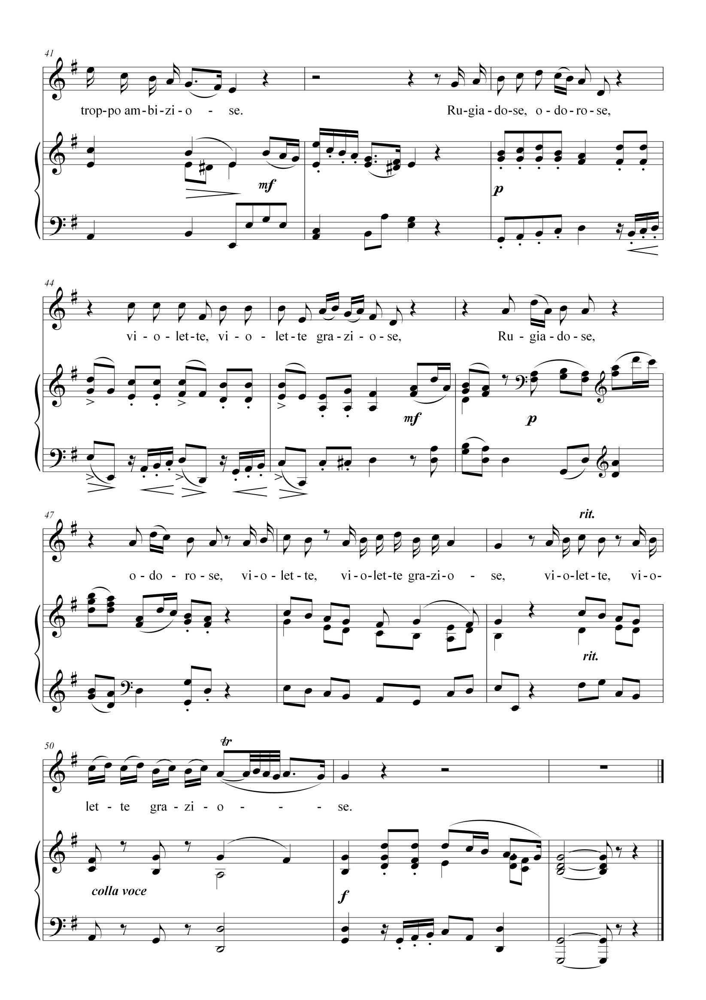 41
trop-po am-bi-zi-o - se. Ru-gia-do-se, o-do-ro-se,
mf
p
44
vi - o - let-te, vi - o - let-te gra - zi - o - se, Ru - gia - do - se,
mf
p
47
rit.
o - do - ro - se, vi-o-let-te, vi-o-let-te gra-zi-o - se, vi-o-let-te, vi-o-
rit.
50
tr
let - te gra - zi - o - - - se.
colla voce
f